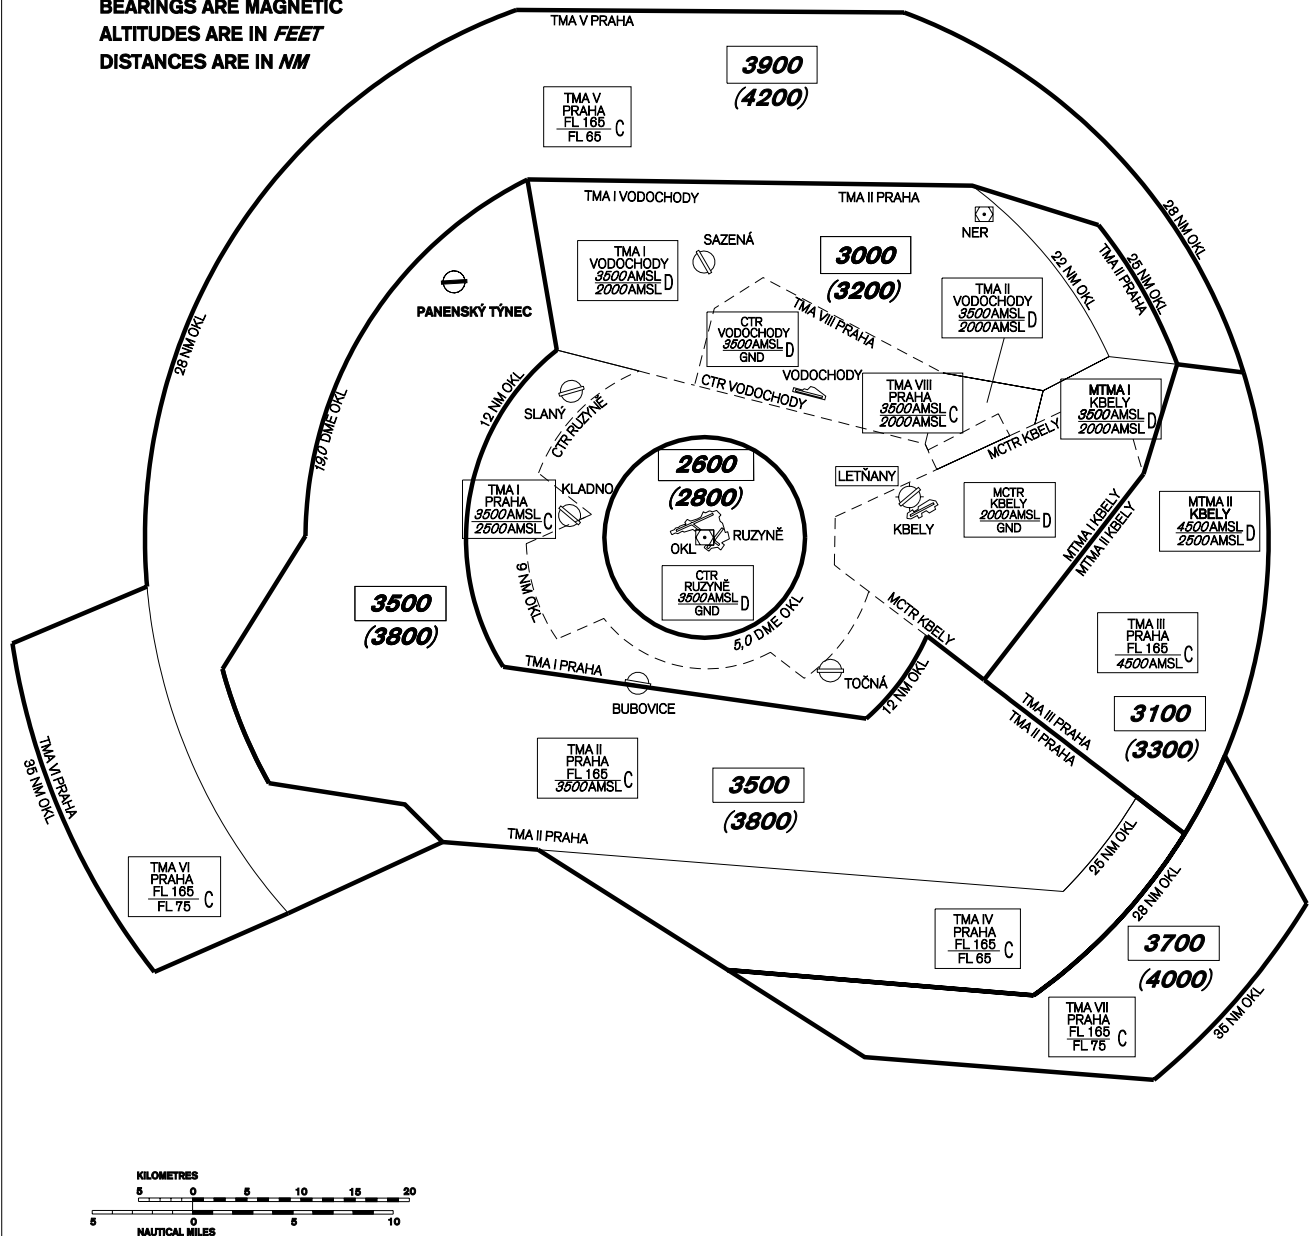 BEARINGS ARE MAGNETIC
ALTITUDES ARE IN FEET
DISTANCES ARE IN NM
TMA V PRAHA
3900
(4200)
TMA V
PRAHA
FL 165
FL 65
C
28 NM OKL
TMA I VODOCHODY
TMA II PRAHA
NER
SAZENÁ
3000
(3200)
TMA I
VODOCHODY
3500AMSL
2000AMSL
D
22 NM OKL
25 NM OKL
TMA II PRAHA
PANENSKÝ TÝNEC
TMA II
VODOCHODY
3500AMSL
2000AMSL
D
TMA VIII PRAHA
CTR
VODOCHODY
3500AMSL
GND
D
28 NM OKL
VODOCHODY
CTR VODOCHODY
TMA VIII
PRAHA
3500AMSL
2000AMSL
C
MTMA I
KBELY
3500AMSL
2000AMSL
D
12 NM OKL
SLANÝ
CTR RUZYNĚ
19,0 DME OKL
MCTR KBELY
2600
(2800)
LETŇANY
KLADNO
TMA I
PRAHA
3500AMSL
2500AMSL
C
MCTR
KBELY
2000AMSL
GND
D
KBELY
MTMA II
KBELY
4500AMSL
2500AMSL
D
MTMA I KBELY
MTMA II KBELY
OKL
RUZYNĚ
CTR
RUZYNĚ
3500AMSL
GND
D
9 NM OKL
3500
(3800)
5,0 DME OKL
MCTR KBELY
TMA III
PRAHA
FL 165
4500AMSL
C
TMA I PRAHA
BUBOVICE
TOČNÁ
12 NM OKL
3100
(3300)
TMA III PRAHA
TMA II PRAHA
TMA VI PRAHA
35 NM OKL
TMA II
PRAHA
FL 165
3500AMSL
C
3500
(3800)
TMA II PRAHA
25 NM OKL
TMA VI
PRAHA
FL 165
FL 75
C
28 NM OKL
TMA IV
PRAHA
FL 165
FL 65
C
3700
(4000)
TMA VII
PRAHA
FL 165
FL 75
C
35 NM OKL
KILOMETRES
5 0 5 10 15 20
5 0 5 10
NAUTICAL MILES